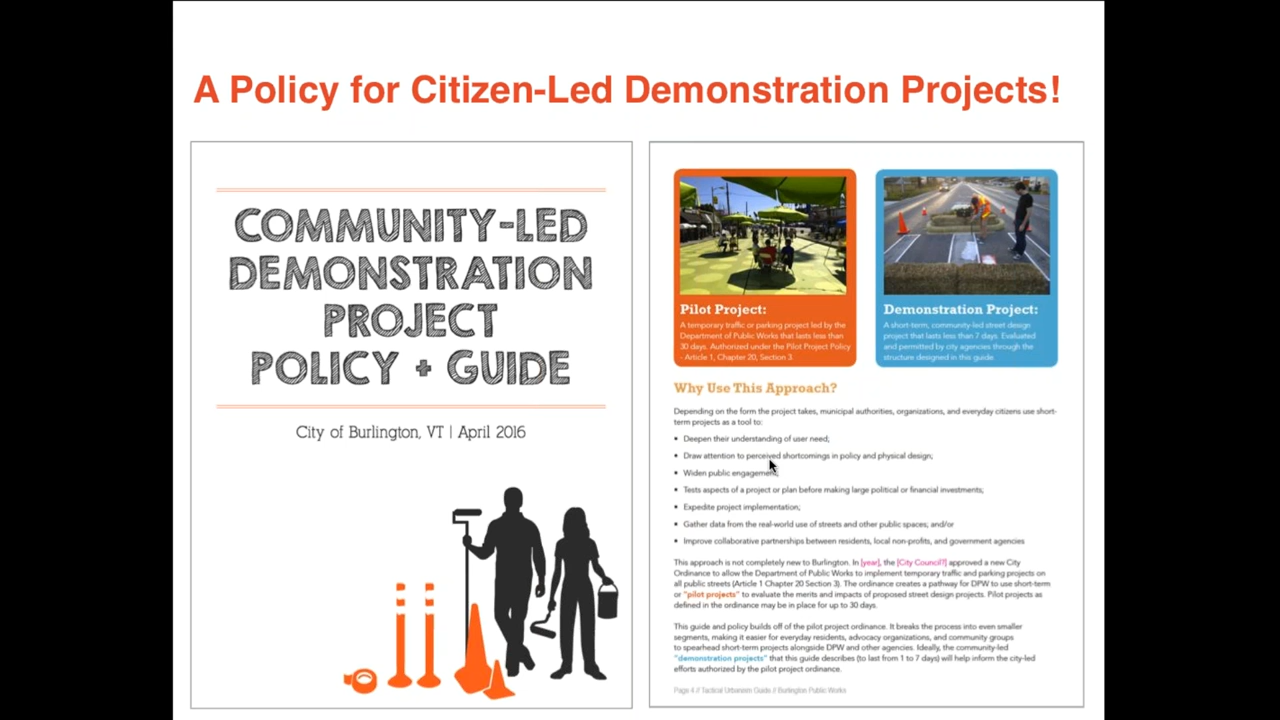 A Policy for Citizen-Led Demonstration Projects!
COMMUNITY-LED
DEMONSTRATION
PROJECT
POLICY + GUIDE
City of Burlington, VT | April 2016
Pilot Project:
A temporary traffic or parking project led by the
Department of Public Works that lasts less than
30 days. Authorized under the Pilot Project Policy
- Article 1, Chapter 20, Section 3.
Demonstration Project:
A short-term, community-led street design
project that lasts less than 7 days. Evaluated
and permitted by city agencies through the
structure designed in this guide.
Why Use This Approach?
Depending on the form the project takes, municipal authorities, organizations, and everyday citizens use short-
term projects as a tool to:
▪ Deepen their understanding of user need;
▪ Draw attention to perceived shortcomings in policy and physical design;
▪ Widen public engagement;
▪ Tests aspects of a project or plan before making large political or financial investments;
▪ Expedite project implementation;
▪ Gather data from the real-world use of streets and other public spaces; and/or
▪ Improve collaborative partnerships between residents, local non-profits, and government agencies
This approach is not completely new to Burlington. In [year], the [City Council?] approved a new City
Ordinance to allow the Department of Public Works to implement temporary traffic and parking projects on
all public streets (Article 1 Chapter 20 Section 3). The ordinance creates a pathway for DPW to use short-term
or "pilot projects" to evaluate the merits and impacts of proposed street design projects. Pilot projects as
defined in the ordinance may be in place for up to 30 days.
This guide and policy builds off of the pilot project ordinance. It breaks the process into even smaller
segments, making it easier for everyday residents, advocacy organizations, and community groups
to spearhead short-term projects alongside DPW and other agencies. Ideally, the community-led
"demonstration projects" that this guide describes (to last from 1 to 7 days) will help inform the city-led
efforts authorized by the pilot project ordinance.
Page 4 // Tactical Urbanism Guide // Burlington Public Works